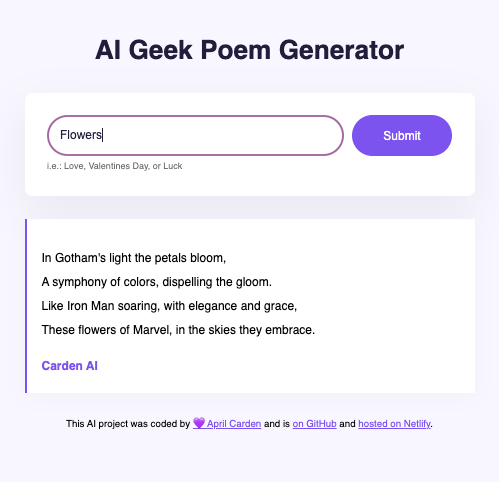 AI Geek Poem Generator
Flowers
Submit
i.e.: Love, Valentines Day, or Luck
In Gotham's light the petals bloom,
A symphony of colors, dispelling the gloom.
Like Iron Man soaring, with elegance and grace,
These flowers of Marvel, in the skies they embrace.
Carden AI
This AI project was coded by 💜 April Carden and is on GitHub and hosted on Netlify.